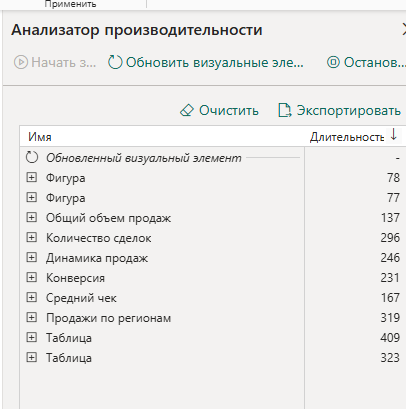 Применить
Анализатор производительности
Начать з... Обновить визуальные эле... Останов...
Очистить Экспортировать
Имя Длительность
Обновленный визуальный элемент -
Фигура 78
Фигура 77
Общий объем продаж 137
Количество сделок 296
Динамика продаж 246
Конверсия 231
Средний чек 167
Продажи по регионам 319
Таблица 409
Таблица 323